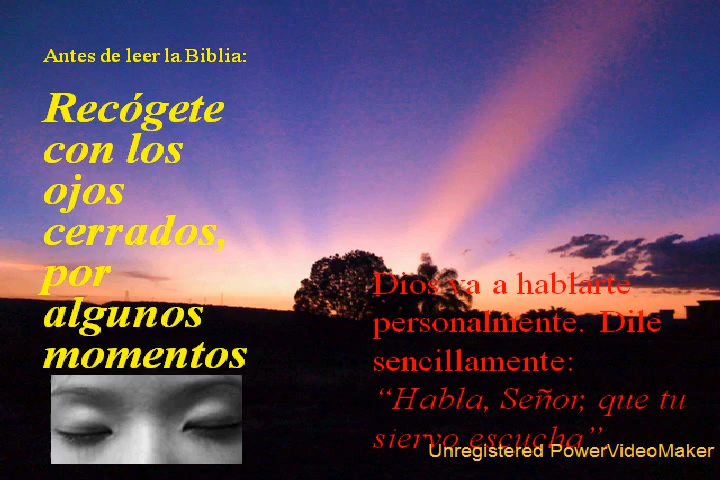 Antes de leer la Biblia:
Recógete
con los
ojos
cerrados,
por
algunos
momentos
Dios va a hablarte
personalmente. Dile
sencillamente:
“Habla, Señor, que tu
siervo escucha”.
Unregistered PowerVideoMaker